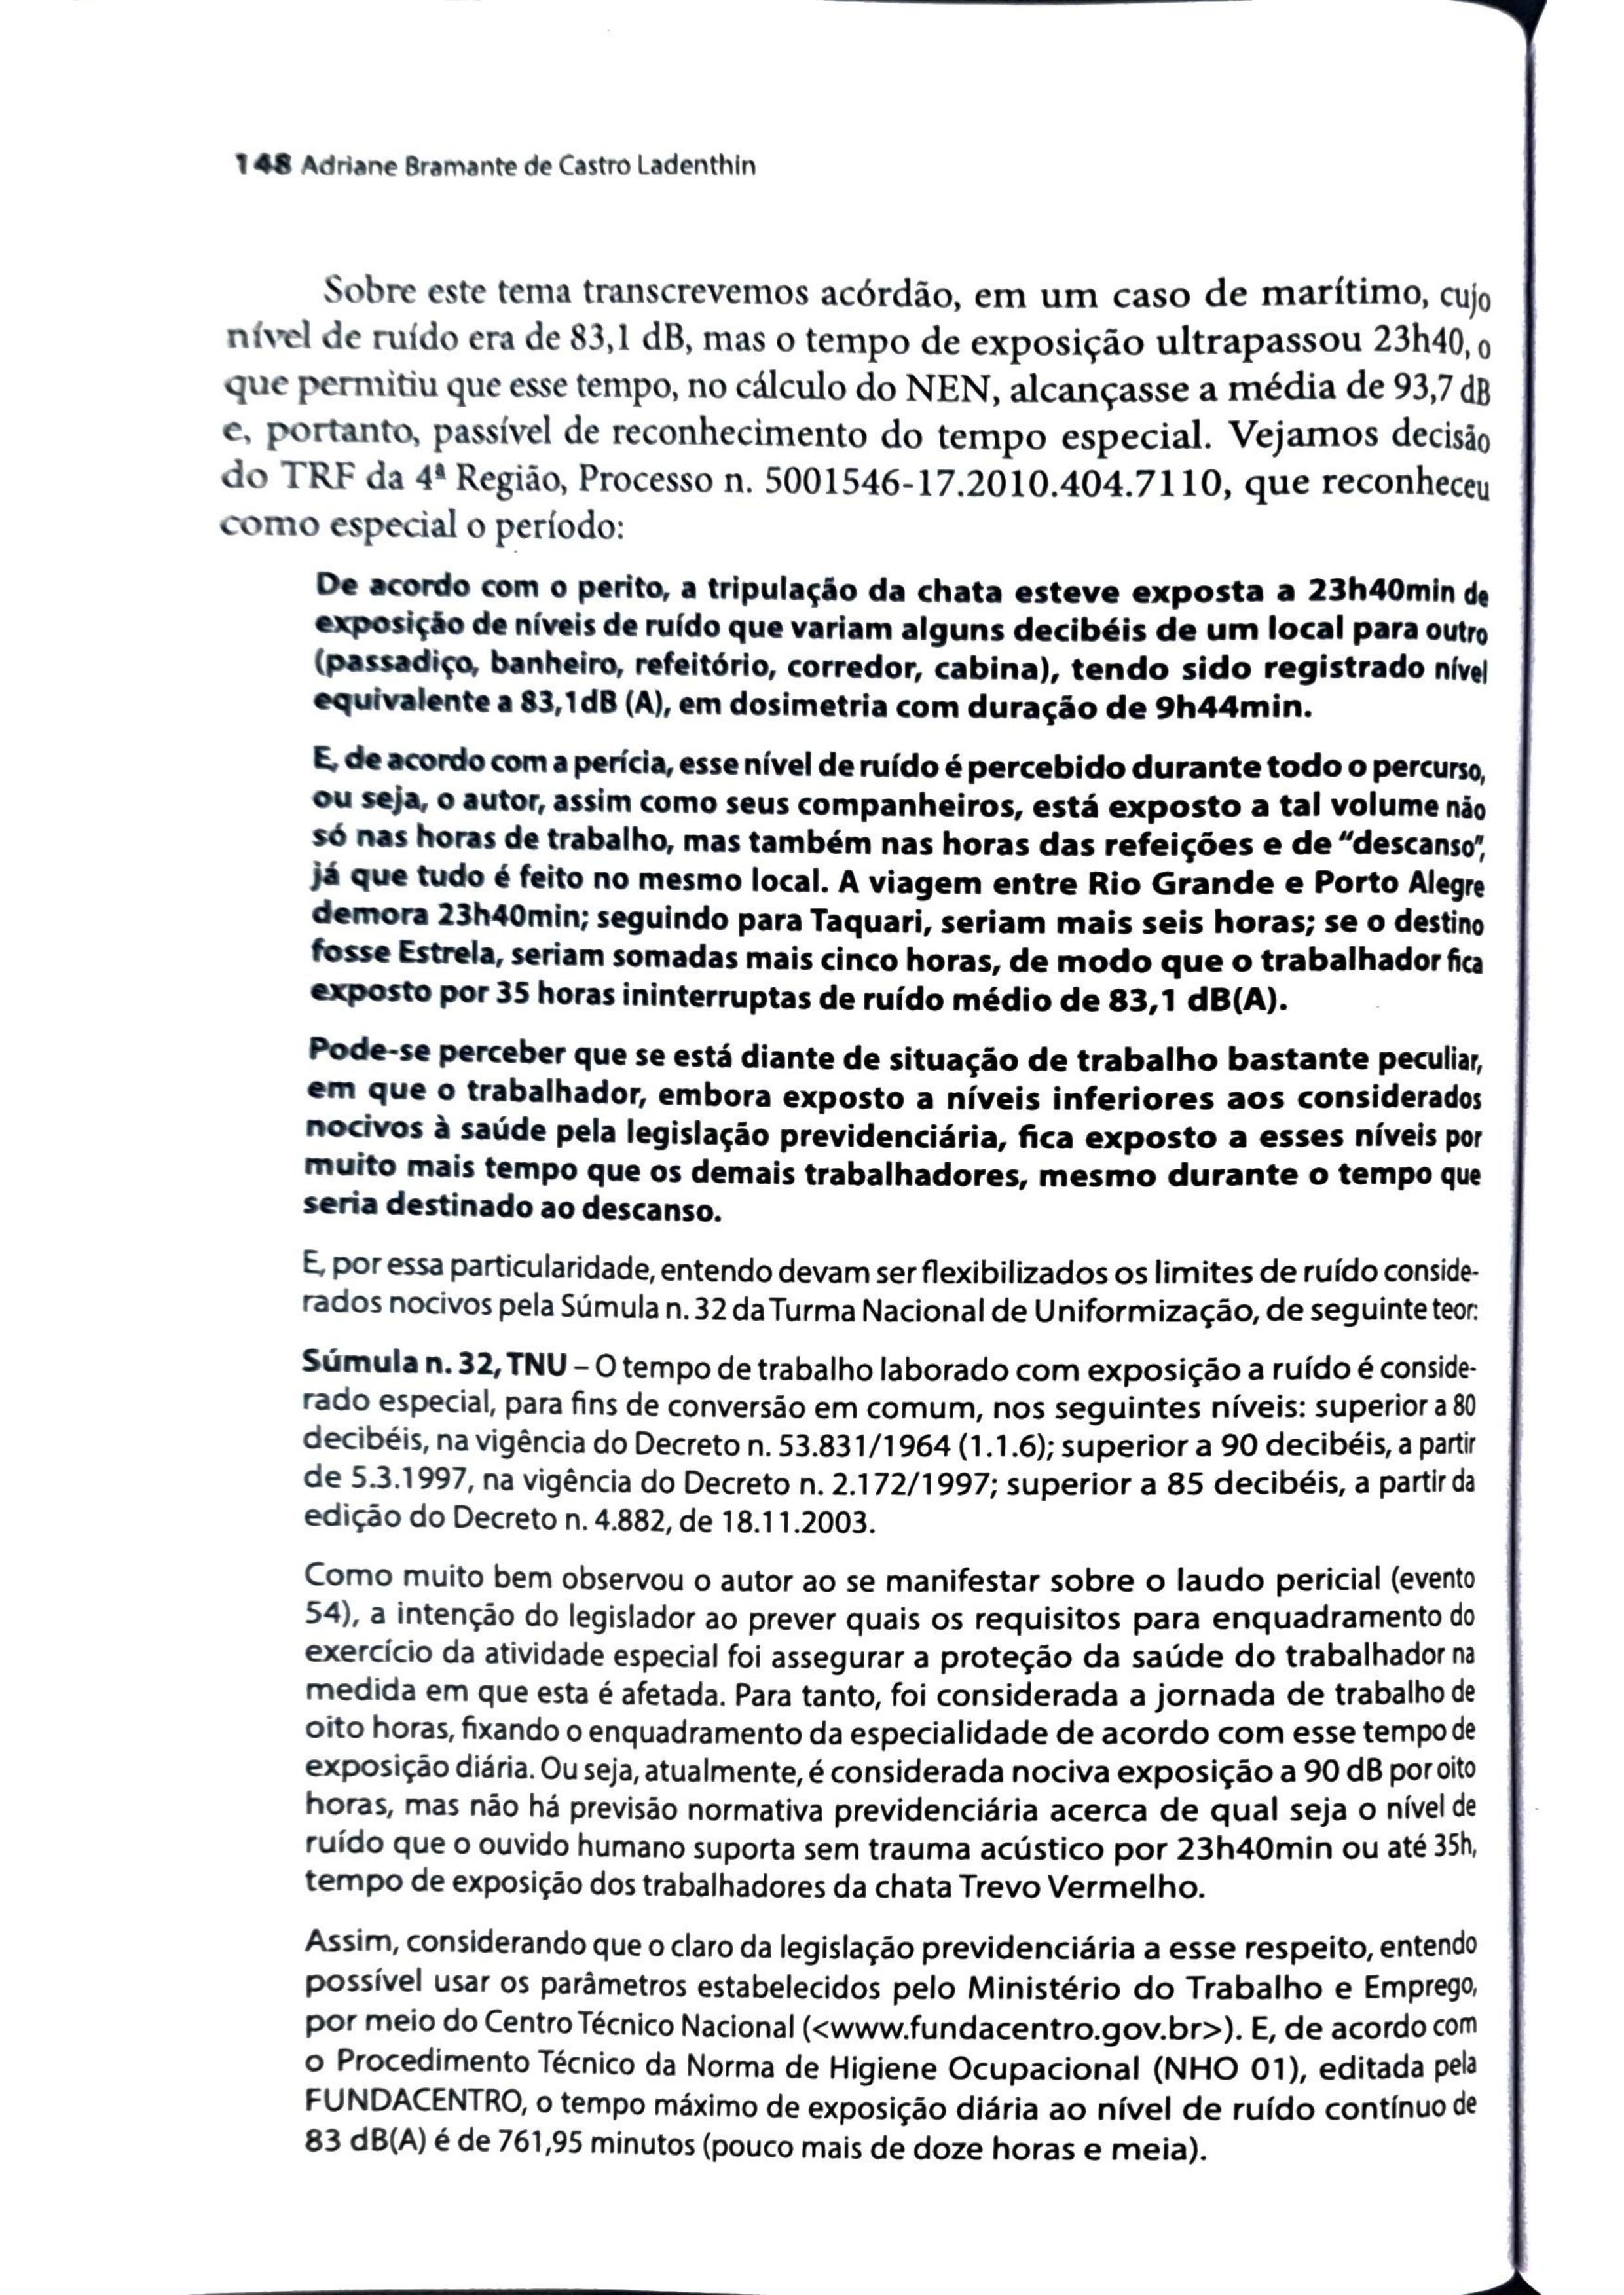 148 Adriane Bramante de Castro Ladenthin
Sobre este tema transcrevemos acórdão, em um caso de marítimo, cujo
nível de ruído era de 83,1 dB, mas o tempo de exposição ultrapassou 23h40, o
que permitiu que esse tempo, no cálculo do NEN, alcançasse a média de 93,7 dB
e, portanto, passível de reconhecimento do tempo especial. Vejamos decisão
do TRF da 4ª Região, Processo n. 5001546-17.2010.404.7110, que reconheceu
como especial o período:
De acordo com o perito, a tripulação da chata esteve exposta a 23h40min de
exposição de níveis de ruído que variam alguns decibéis de um local para outro
(passadiço, banheiro, refeitório, corredor, cabina), tendo sido registrado nível
equivalente a 83,1dB (A), em dosimetria com duração de 9h44min.
E, de acordo com a perícia, esse nível de ruído é percebido durante todo o percurso,
ou seja, o autor, assim como seus companheiros, está exposto a tal volume não
só nas horas de trabalho, mas também nas horas das refeições e de “descanso”,
já que tudo é feito no mesmo local. A viagem entre Rio Grande e Porto Alegre
demora 23h40min; seguindo para Taquari, seriam mais seis horas; se o destino
fosse Estrela, seriam somadas mais cinco horas, de modo que o trabalhador fica
exposto por 35 horas ininterruptas de ruído médio de 83,1 dB(A).
Pode-se perceber que se está diante de situação de trabalho bastante peculiar,
em que o trabalhador, embora exposto a níveis inferiores aos considerados
nocivos à saúde pela legislação previdenciária, fica exposto a esses níveis por
muito mais tempo que os demais trabalhadores, mesmo durante o tempo que
seria destinado ao descanso.
E, por essa particularidade, entendo devam ser flexibilizados os limites de ruído conside-
rados nocivos pela Súmula n. 32 da Turma Nacional de Uniformização, de seguinte teor:
Súmula n. 32, TNU – O tempo de trabalho laborado com exposição a ruído é conside-
rado especial, para fins de conversão em comum, nos seguintes níveis: superior a 80
decibéis, na vigência do Decreto n. 53.831/1964 (1.1.6); superior a 90 decibéis, a partir
de 5.3.1997, na vigência do Decreto n. 2.172/1997; superior a 85 decibéis, a partir da
edição do Decreto n. 4.882, de 18.11.2003.
Como muito bem observou o autor ao se manifestar sobre o laudo pericial (evento
54), a intenção do legislador ao prever quais os requisitos para enquadramento do
exercício da atividade especial foi assegurar a proteção da saúde do trabalhador na
medida em que esta é afetada. Para tanto, foi considerada a jornada de trabalho de
oito horas, fixando o enquadramento da especialidade de acordo com esse tempo de
exposição diária. Ou seja, atualmente, é considerada nociva exposição a 90 dB por oito
horas, mas não há previsão normativa previdenciária acerca de qual seja o nível de
ruído que o ouvido humano suporta sem trauma acústico por 23h40min ou até 35h,
tempo de exposição dos trabalhadores da chata Trevo Vermelho.
Assim, considerando que o claro da legislação previdenciária a esse respeito, entendo
possível usar os parâmetros estabelecidos pelo Ministério do Trabalho e Emprego,
por meio do Centro Técnico Nacional (<www.fundacentro.gov.br>). E, de acordo com
o Procedimento Técnico da Norma de Higiene Ocupacional (NHO 01), editada pela
FUNDACENTRO, o tempo máximo de exposição diária ao nível de ruído contínuo de
83 dB(A) é de 761,95 minutos (pouco mais de doze horas e meia).